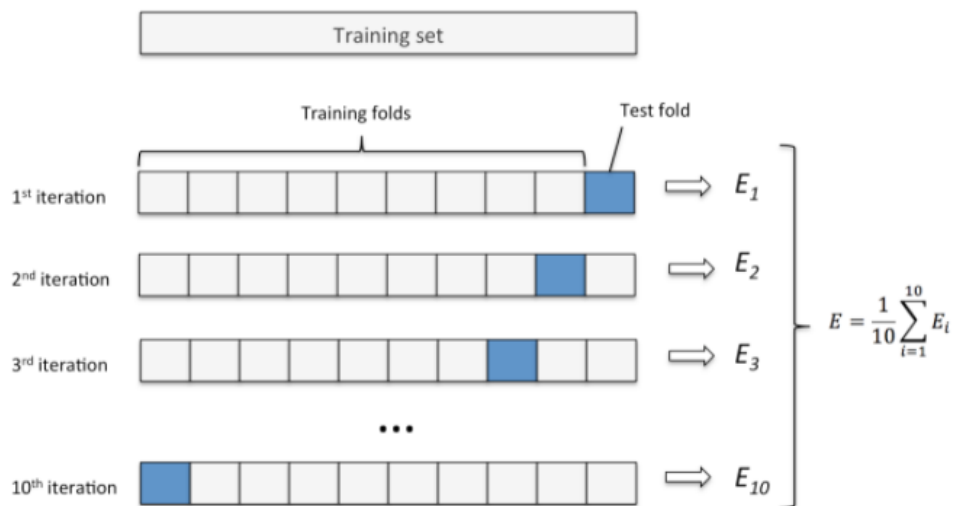 Training set
Training folds
Test fold
1st iteration
E1
2nd iteration
E2
3rd iteration
E3
...
10th iteration
E10
E = 1/10 ∑ i=1 10 Ei